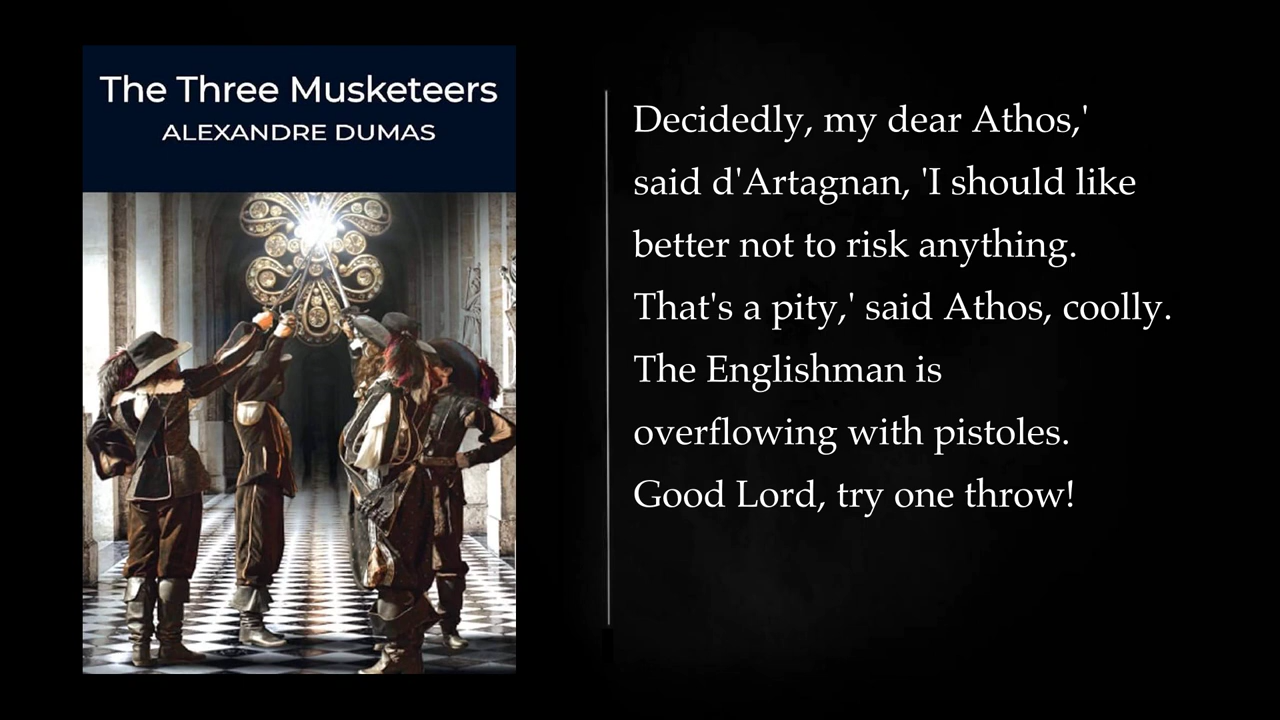 The Three Musketeers
ALEXANDRE DUMAS
Decidedly, my dear Athos,'
said d'Artagnan, 'I should like
better not to risk anything.
That's a pity,' said Athos, coolly.
The Englishman is
overflowing with pistoles.
Good Lord, try one throw!